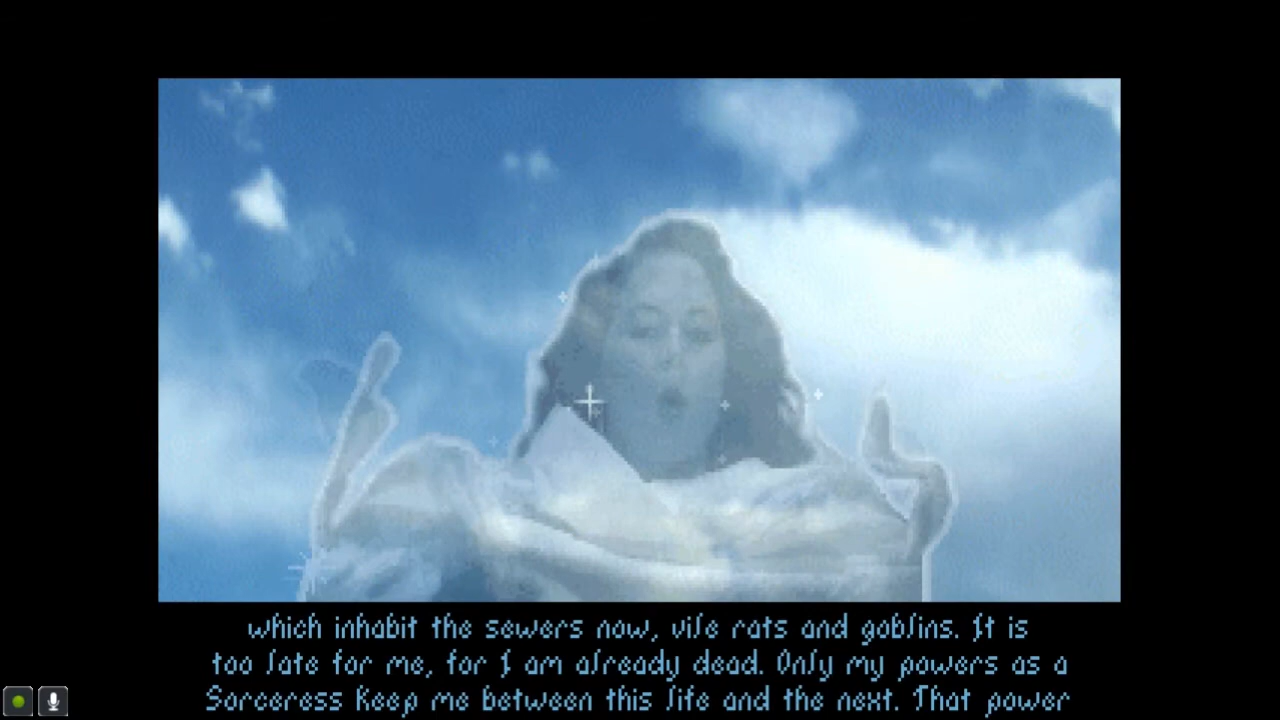 which inhabit the sewers now, vile rats and goblins. It is
too late for me, for I am already dead. Only my powers as a
Sorceress keep me between this life and the next. That power